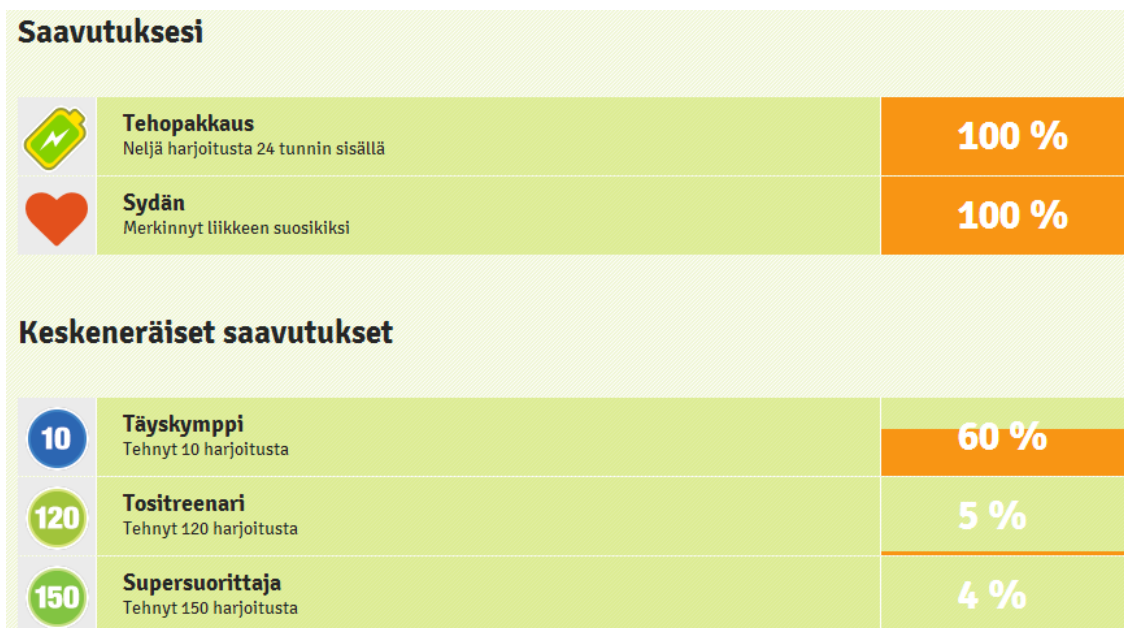 Saavutuksesi
Tehopakkaus
Neljä harjoitusta 24 tunnin sisällä
100 %
Sydän
Merkinnyt liikkeen suosikiksi
100 %
Keskeneräiset saavutukset
10
Täyskymppi
Tehnyt 10 harjoitusta
60 %
120
Tositreenari
Tehnyt 120 harjoitusta
5 %
150
Supersuorittaja
Tehnyt 150 harjoitusta
4 %